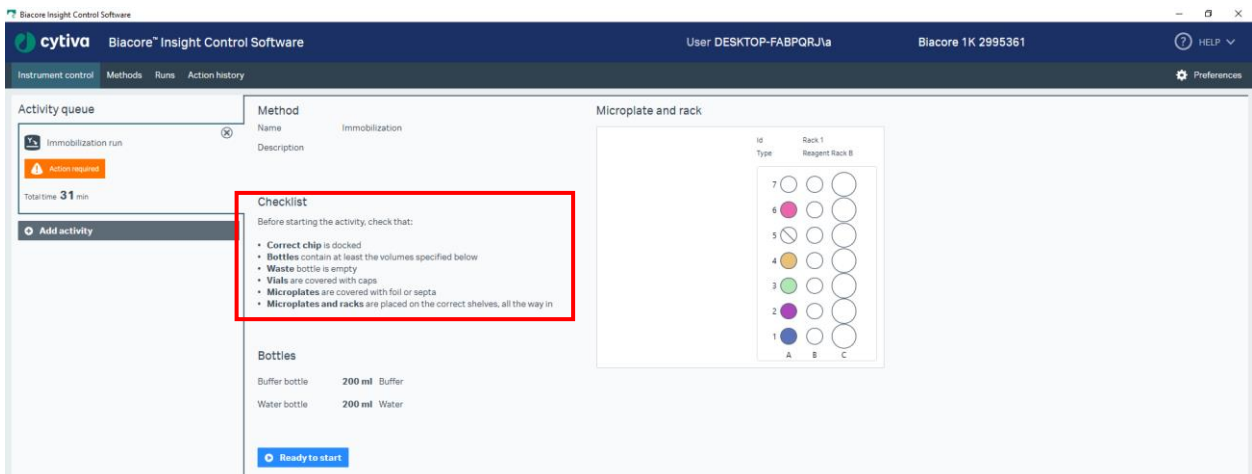 Biacore Insight Control Software
cytiva Biacore™ Insight Control Software User DESKTOP-FABPQRJ\a Biacore 1K 2995361 ? HELP
Instrument control Methods Runs Action history Preferences
Activity queue
Immobilization run
Action required
Total time 31 min
Add activity
Method
Name Immobilization
Description
Checklist
Before starting the activity, check that:
• Correct chip is docked
• Bottles contain at least the volumes specified below
• Waste bottle is empty
• Vials are covered with caps
• Microplates are covered with foil or septa
• Microplates and racks are placed on the correct shelves, all the way in
Bottles
Buffer bottle 200 ml Buffer
Water bottle 200 ml Water
Ready to start
Microplate and rack
Id Rack 1
Type Reagent Rack B
7
6
5
4
3
2
1
A B C